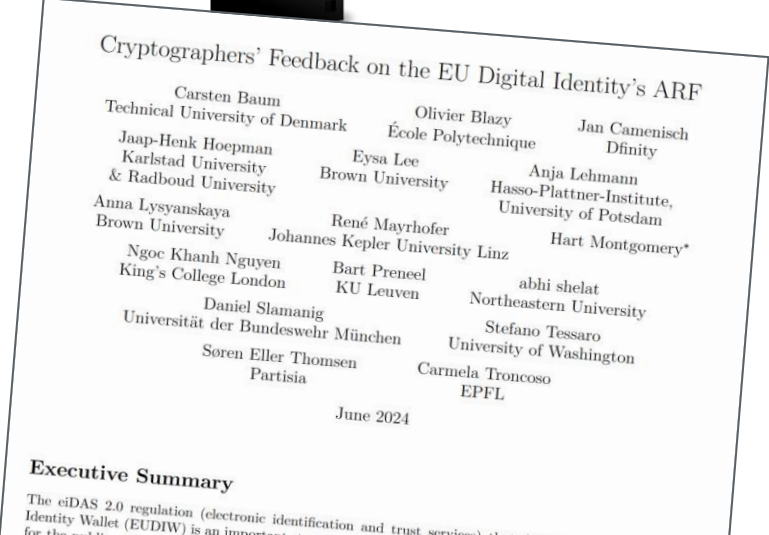 Cryptographers' Feedback on the EU Digital Identity's ARF
Carsten Baum
Technical University of Denmark
Olivier Blazy
École Polytechnique
Jan Camenisch
Dfinity
Jaap-Henk Hoepman
Karlstad University
& Radboud University
Eysa Lee
Brown University
Anja Lehmann
Hasso-Plattner-Institute,
University of Potsdam
Anna Lysyanskaya
Brown University
René Mayrhofer
Johannes Kepler University Linz
Hart Montgomery*
Ngoc Khanh Nguyen
King's College London
Bart Preneel
KU Leuven
abhi shelat
Northeastern University
Daniel Slamanig
Universität der Bundeswehr München
Stefano Tessaro
University of Washington
Søren Eller Thomsen
Partisia
Carmela Troncoso
EPFL
June 2024
Executive Summary
The eiDAS 2.0 regulation (electronic identification and trust services)
Identity Wallet (EUDIW) is an
for the